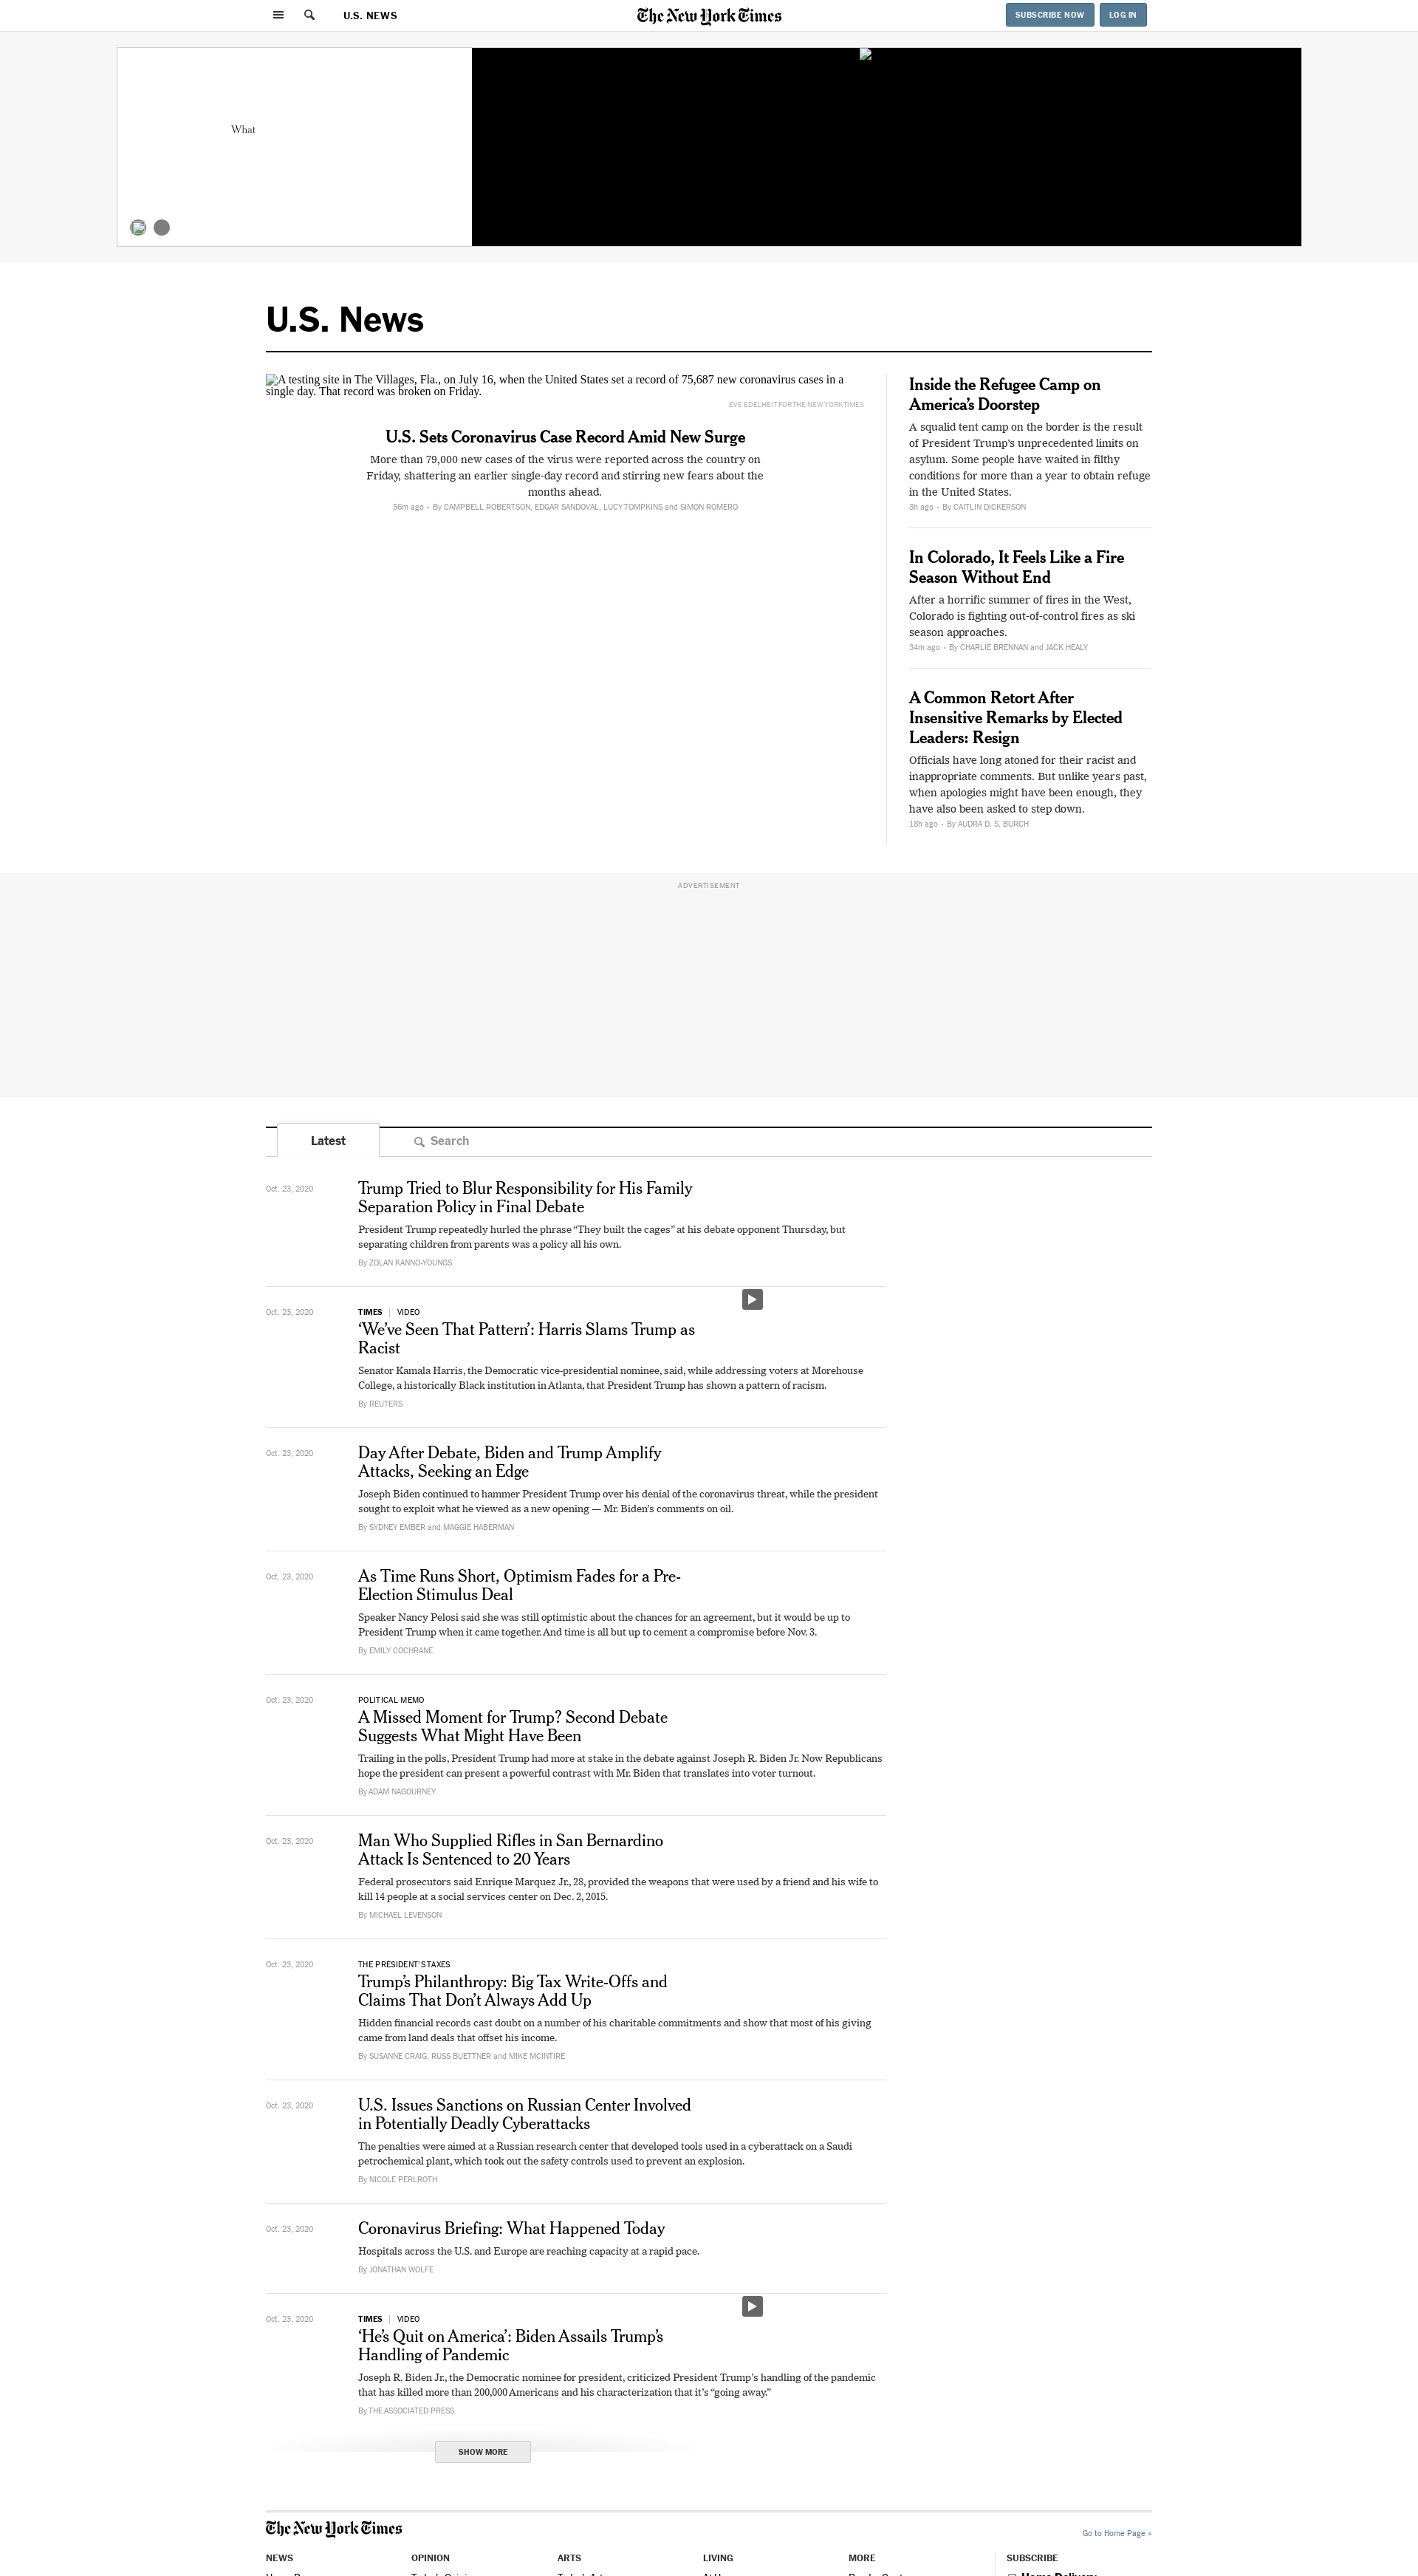 U.S. NEWS
The New York Times
SUBSCRIBE NOW
LOG IN
What
U.S. News
A testing site in The Villages, Fla., on July 16, when the United States set a record of 75,687 new coronavirus cases in a
single day. That record was broken on Friday.
EVE EDELHEIT FOR THE NEW YORK TIMES
U.S. Sets Coronavirus Case Record Amid New Surge
More than 79,000 new cases of the virus were reported across the country on
Friday, shattering an earlier single-day record and stirring new fears about the
months ahead.
56m ago • By CAMPBELL ROBERTSON, EDGAR SANDOVAL, LUCY TOMPKINS and SIMON ROMERO
Inside the Refugee Camp on
America’s Doorstep
A squalid tent camp on the border is the result
of President Trump’s unprecedented limits on
asylum. Some people have waited in filthy
conditions for more than a year to obtain refuge
in the United States.
3h ago • By CAITLIN DICKERSON
In Colorado, It Feels Like a Fire
Season Without End
After a horrific summer of fires in the West,
Colorado is fighting out-of-control fires as ski
season approaches.
34m ago • By CHARLIE BRENNAN and JACK HEALY
A Common Retort After
Insensitive Remarks by Elected
Leaders: Resign
Officials have long atoned for their racist and
inappropriate comments. But unlike years past,
when apologies might have been enough, they
have also been asked to step down.
18h ago • By AUDRA D. S. BURCH
ADVERTISEMENT
Latest
Search
Oct. 23, 2020
Trump Tried to Blur Responsibility for His Family
Separation Policy in Final Debate
President Trump repeatedly hurled the phrase “They built the cages” at his debate opponent Thursday, but
separating children from parents was a policy all his own.
By ZOLAN KANNO-YOUNGS
Oct. 23, 2020
TIMES | VIDEO
‘We’ve Seen That Pattern’: Harris Slams Trump as
Racist
Senator Kamala Harris, the Democratic vice-presidential nominee, said, while addressing voters at Morehouse
College, a historically Black institution in Atlanta, that President Trump has shown a pattern of racism.
By REUTERS
Oct. 23, 2020
Day After Debate, Biden and Trump Amplify
Attacks, Seeking an Edge
Joseph Biden continued to hammer President Trump over his denial of the coronavirus threat, while the president
sought to exploit what he viewed as a new opening — Mr. Biden’s comments on oil.
By SYDNEY EMBER and MAGGIE HABERMAN
Oct. 23, 2020
As Time Runs Short, Optimism Fades for a Pre-
Election Stimulus Deal
Speaker Nancy Pelosi said she was still optimistic about the chances for an agreement, but it would be up to
President Trump when it came together. And time is all but up to cement a compromise before Nov. 3.
By EMILY COCHRANE
Oct. 23, 2020
POLITICAL MEMO
A Missed Moment for Trump? Second Debate
Suggests What Might Have Been
Trailing in the polls, President Trump had more at stake in the debate against Joseph R. Biden Jr. Now Republicans
hope the president can present a powerful contrast with Mr. Biden that translates into voter turnout.
By ADAM NAGOURNEY
Oct. 23, 2020
Man Who Supplied Rifles in San Bernardino
Attack Is Sentenced to 20 Years
Federal prosecutors said Enrique Marquez Jr., 28, provided the weapons that were used by a friend and his wife to
kill 14 people at a social services center on Dec. 2, 2015.
By MICHAEL LEVENSON
Oct. 23, 2020
THE PRESIDENT’S TAXES
Trump’s Philanthropy: Big Tax Write-Offs and
Claims That Don’t Always Add Up
Hidden financial records cast doubt on a number of his charitable commitments and show that most of his giving
came from land deals that offset his income.
By SUSANNE CRAIG, RUSS BUETTNER and MIKE MCINTIRE
Oct. 23, 2020
U.S. Issues Sanctions on Russian Center Involved
in Potentially Deadly Cyberattacks
The penalties were aimed at a Russian research center that developed tools used in a cyberattack on a Saudi
petrochemical plant, which took out the safety controls used to prevent an explosion.
By NICOLE PERLROTH
Oct. 23, 2020
Coronavirus Briefing: What Happened Today
Hospitals across the U.S. and Europe are reaching capacity at a rapid pace.
By JONATHAN WOLFE
Oct. 23, 2020
TIMES | VIDEO
‘He’s Quit on America’: Biden Assails Trump’s
Handling of Pandemic
Joseph R. Biden Jr., the Democratic nominee for president, criticized President Trump’s handling of the pandemic
that has killed more than 200,000 Americans and his characterization that it’s “going away.”
By THE ASSOCIATED PRESS
SHOW MORE
The New York Times
Go to Home Page »
NEWS
OPINION
ARTS
LIVING
MORE
SUBSCRIBE